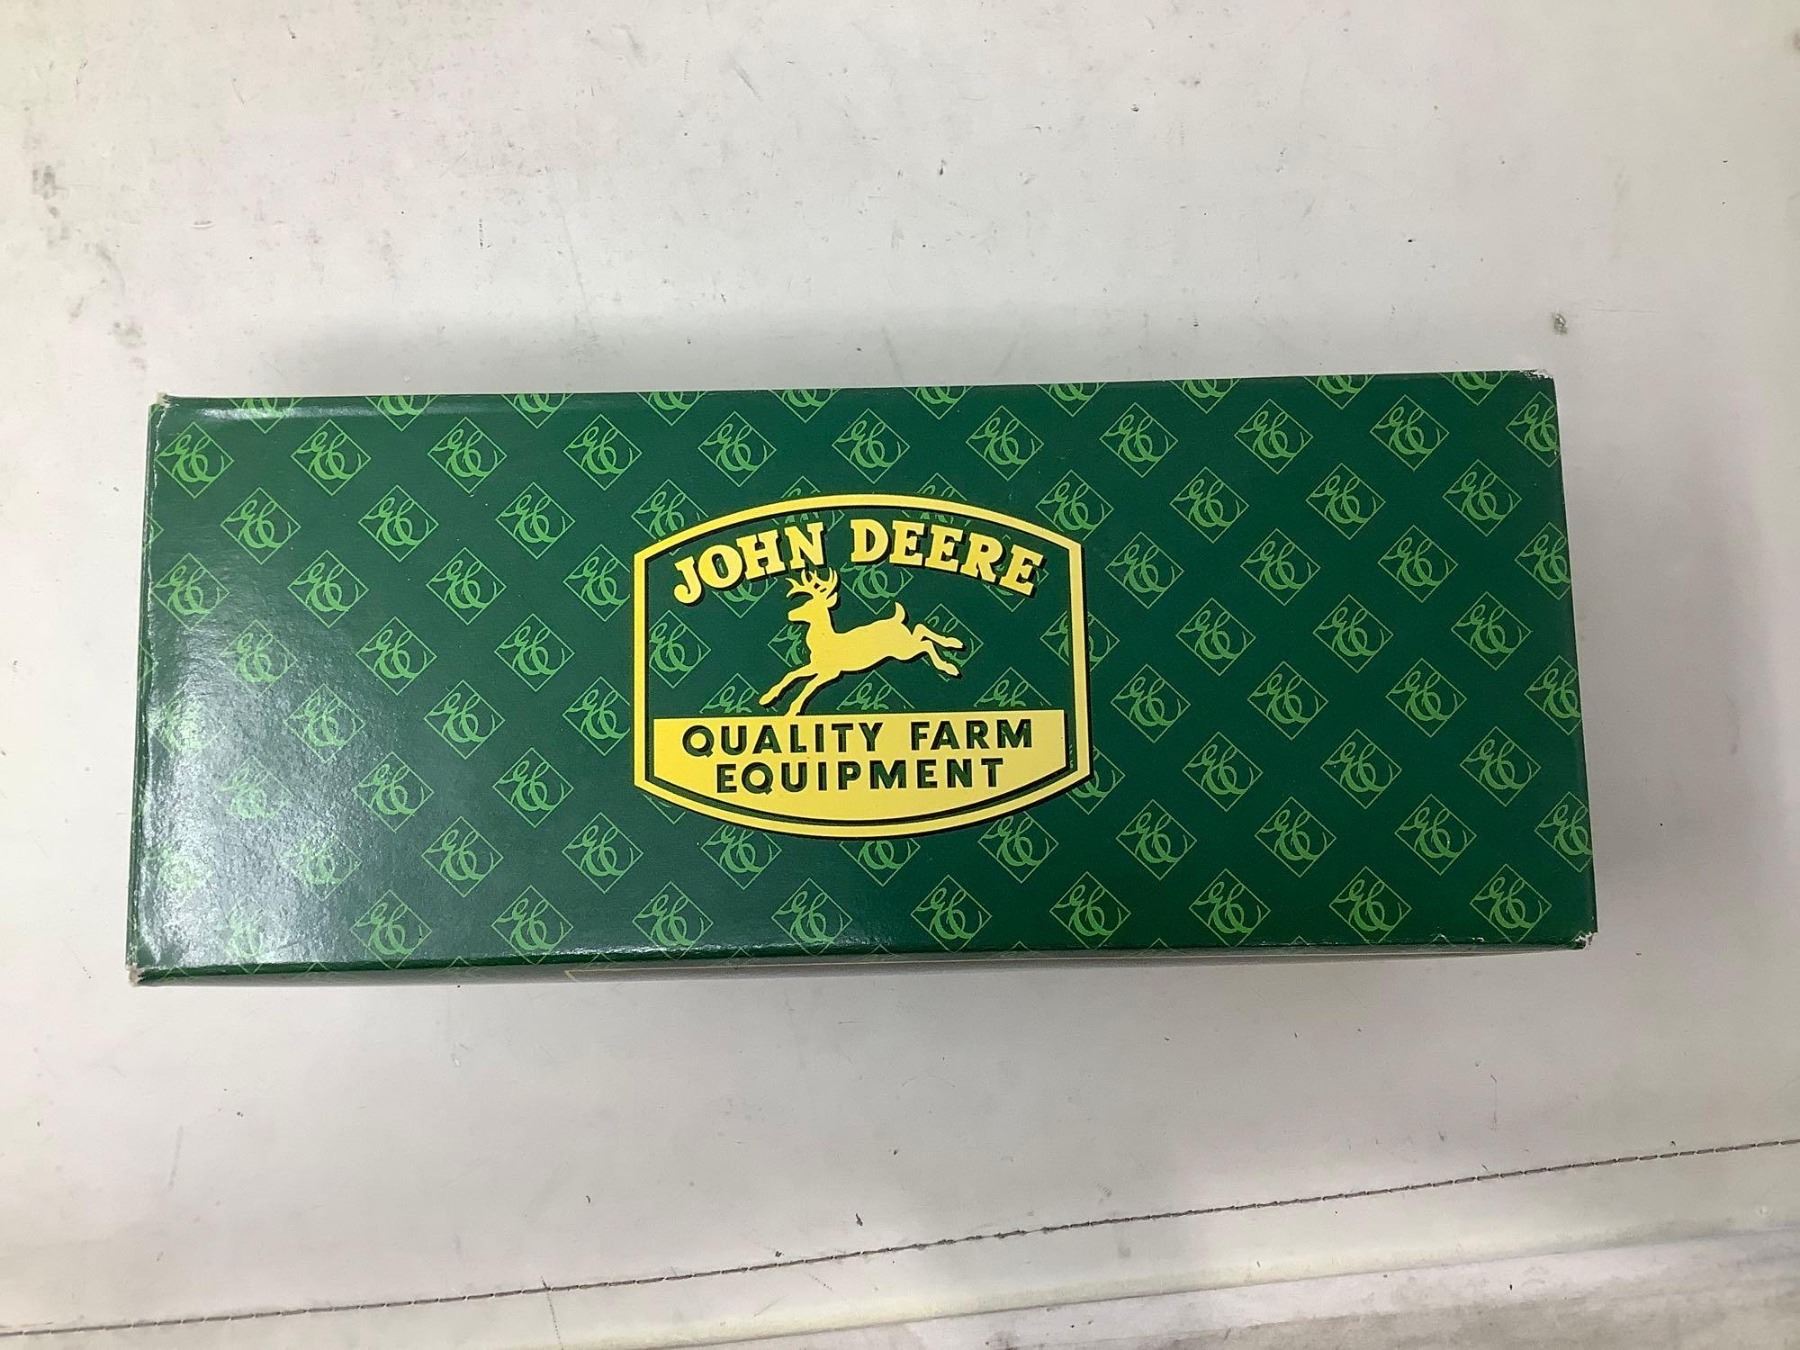 JOHN DEERE
QUALITY FARM
EQUIPMENT